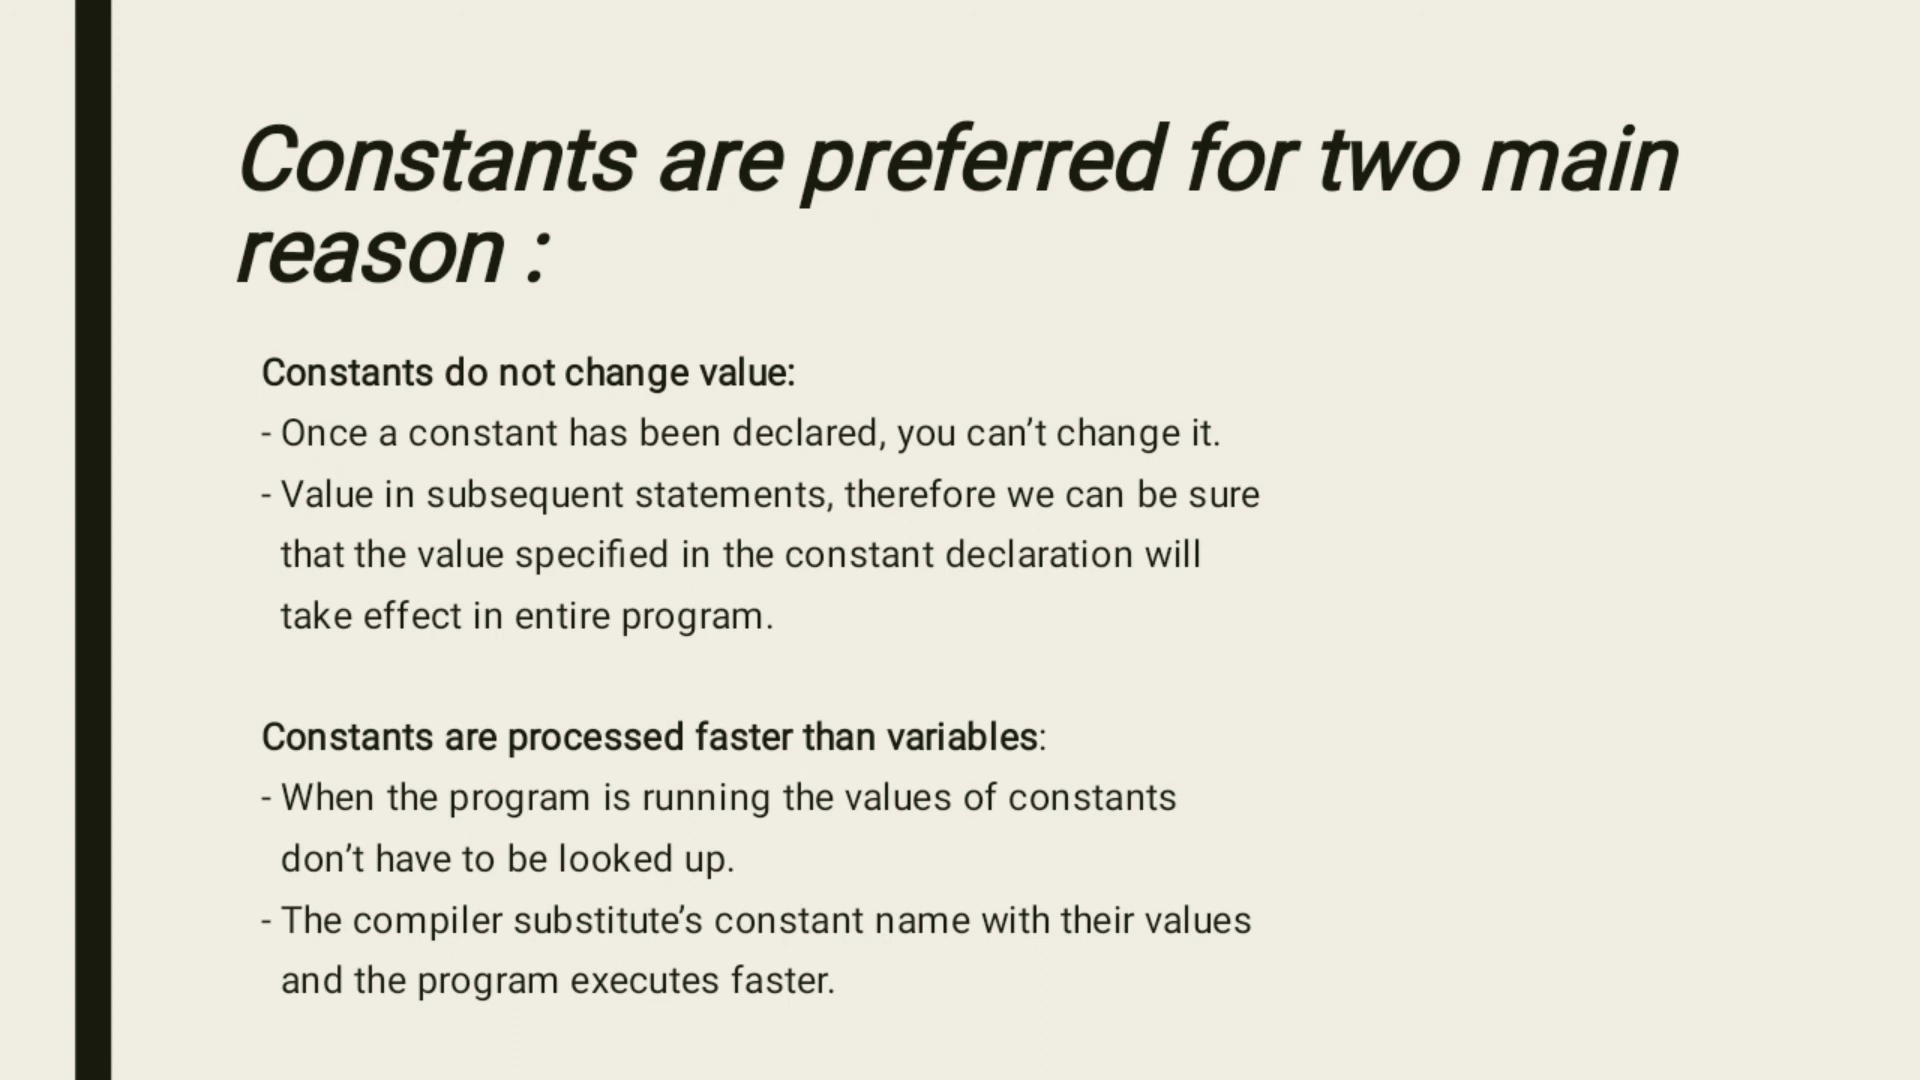 Constants are preferred for two main
reason :
Constants do not change value:
- Once a constant has been declared, you can’t change it.
- Value in subsequent statements, therefore we can be sure
that the value specified in the constant declaration will
take effect in entire program.
Constants are processed faster than variables:
- When the program is running the values of constants
don’t have to be looked up.
- The compiler substitute’s constant name with their values
and the program executes faster.